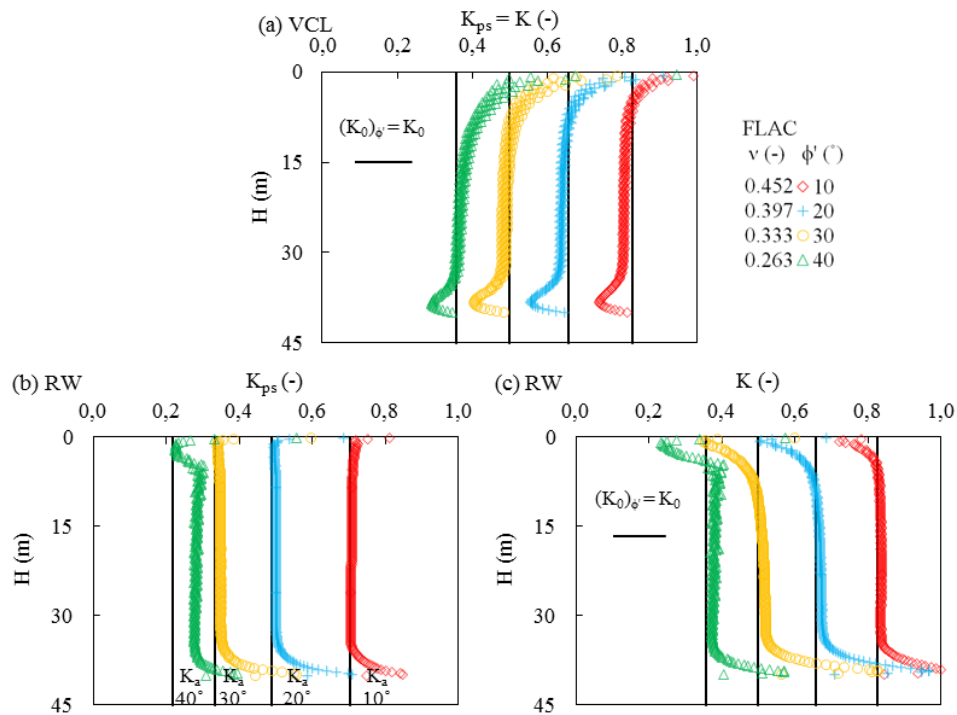 (a) VCL
Kps = K (-)
0,0 0,2 0,4 0,6 0,8 1,0
0
15
30
45
H (m)
(K0)ϕ' = K0
FLAC
ν (-) ϕ' (°)
0.452 10
0.397 20
0.333 30
0.263 40
(b) RW
Kps (-)
0,0 0,2 0,4 0,6 0,8 1,0
0
15
30
45
H (m)
Ka Ka Ka Ka
40° 30° 20° 10°
(c) RW
K (-)
0,0 0,2 0,4 0,6 0,8 1,0
0
15
30
45
H (m)
(K0)ϕ' = K0